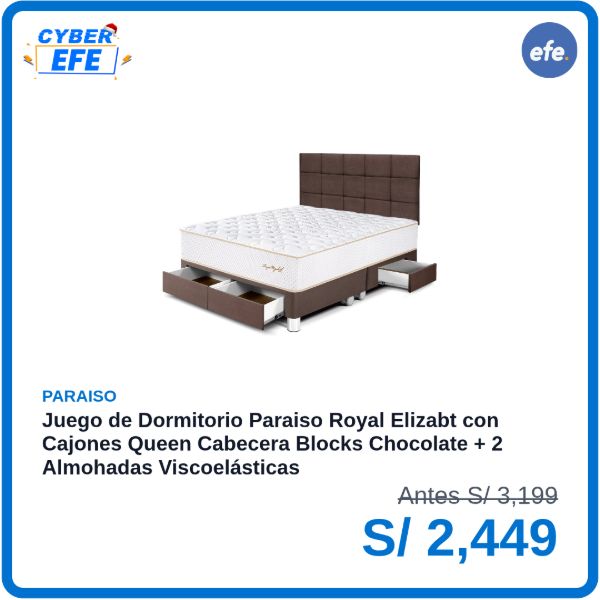 CYBER
EFE
efe.
PARAISO
Juego de Dormitorio Paraiso Royal Elizabt con
Cajones Queen Cabecera Blocks Chocolate + 2
Almohadas Viscoelásticas
Antes S/ 3,199
S/ 2,449